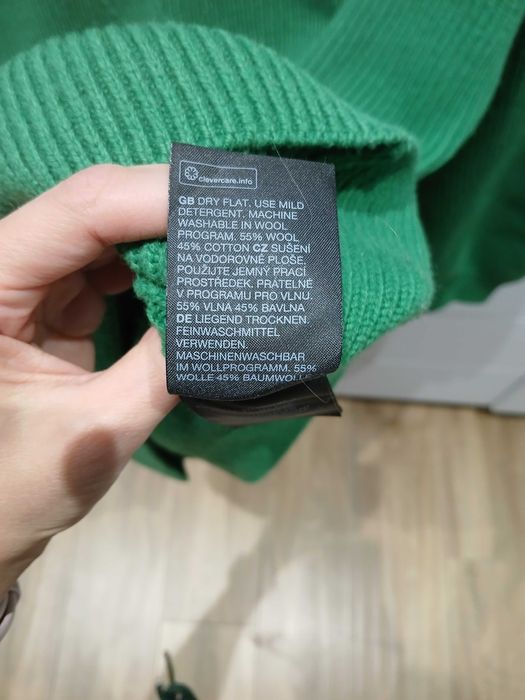 clevercare.info
GB DRY FLAT. USE MILD
DETERGENT. MACHINE
WASHABLE IN WOOL
PROGRAM. 55% WOOL
45% COTTON CZ SUŠENÍ
NA VODOROVNÉ PLOŠE.
POUŽIJTE JEMNÝ PRACÍ
PROSTŘEDEK. PRATELNÉ
V PROGRAMU PRO VLNU.
55% VLNA 45% BAVLNA
DE LIEGEND TROCKNEN.
FEINWASCHMITTEL
VERWENDEN.
MASCHINENWASCHBAR
IM WOLLPROGRAMM. 55%
WOLLE 45% BAUMWOLLE